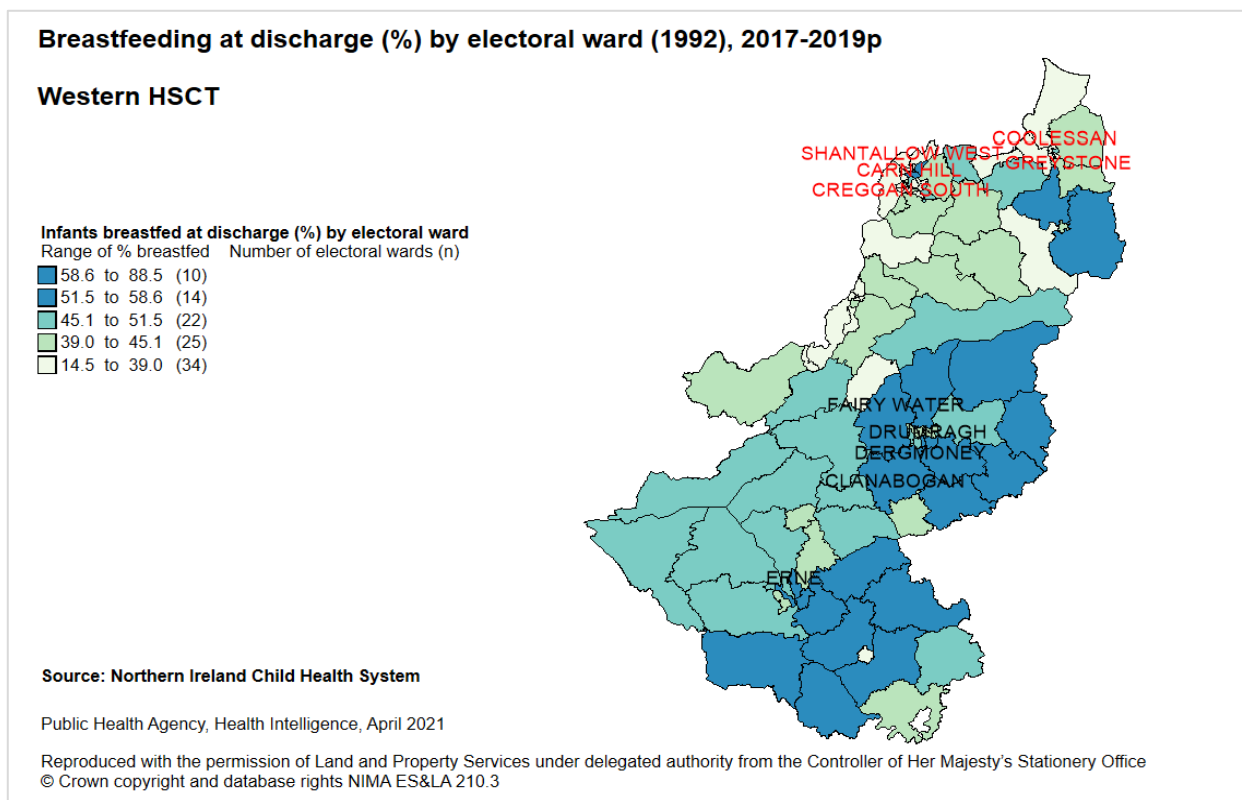 Breastfeeding at discharge (%) by electoral ward (1992), 2017-2019p
Western HSCT
COOLESSAN
SHANTALLOW WEST
GREYSTONE
CARN HILL
CREGGAN SOUTH
Infants breastfed at discharge (%) by electoral ward
Range of % breastfed Number of electoral wards (n)
58.6 to 88.5 (10)
51.5 to 58.6 (14)
45.1 to 51.5 (22)
39.0 to 45.1 (25)
14.5 to 39.0 (34)
FAIRY WATER
DRUMRAGH
DERGMONEY
CLANABOGAN
ERNE
Source: Northern Ireland Child Health System
Public Health Agency, Health Intelligence, April 2021
Reproduced with the permission of Land and Property Services under delegated authority from the Controller of Her Majesty's Stationery Office
© Crown copyright and database rights NIMA ES&LA 210.3